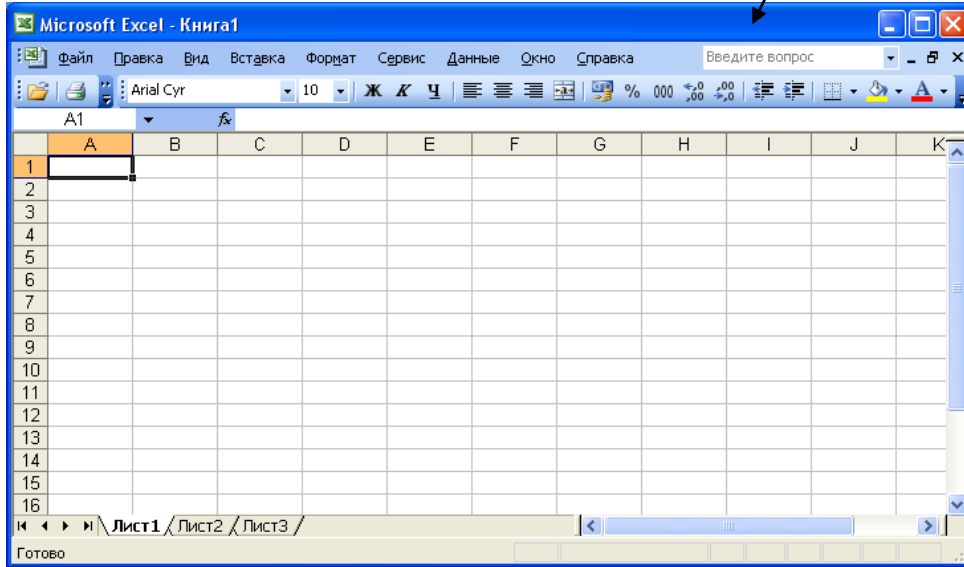 Microsoft Excel - Книга1
Файл Правка Вид Вставка Формат Сервис Данные Окно Справка Введите вопрос
Arial Cyr 10 Ж К Ч % 000 ,00 ,00
A1 fx
A B C D E F G H I J K
1
2
3
4
5
6
7
8
9
10
11
12
13
14
15
16
Лист1 Лист2 Лист3
Готово